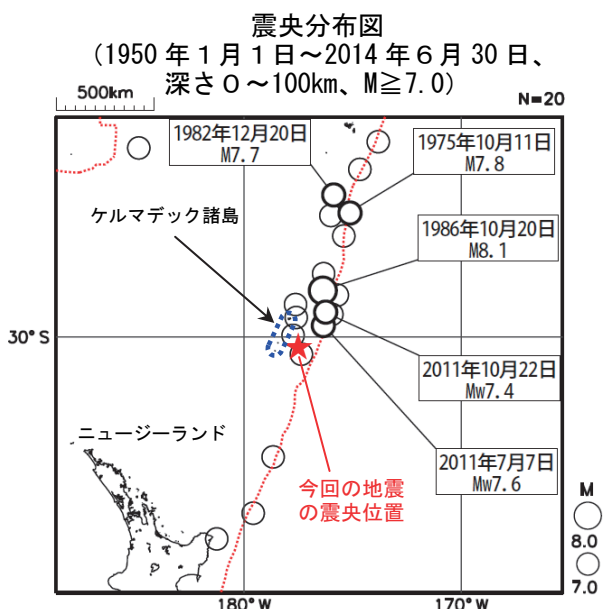 震央分布図
(1950年1月1日~2014年6月30日、
深さ0~100km、M≧7.0)
500km
N=20
1982年12月20日
M7.7
1975年10月11日
M7.8
ケルマデック諸島
1986年10月20日
M8.1
30°S
2011年10月22日
Mw7.4
ニュージーランド
2011年7月7日
Mw7.6
今回の地震
の震央位置
M
8.0
7.0
180°W
170°W